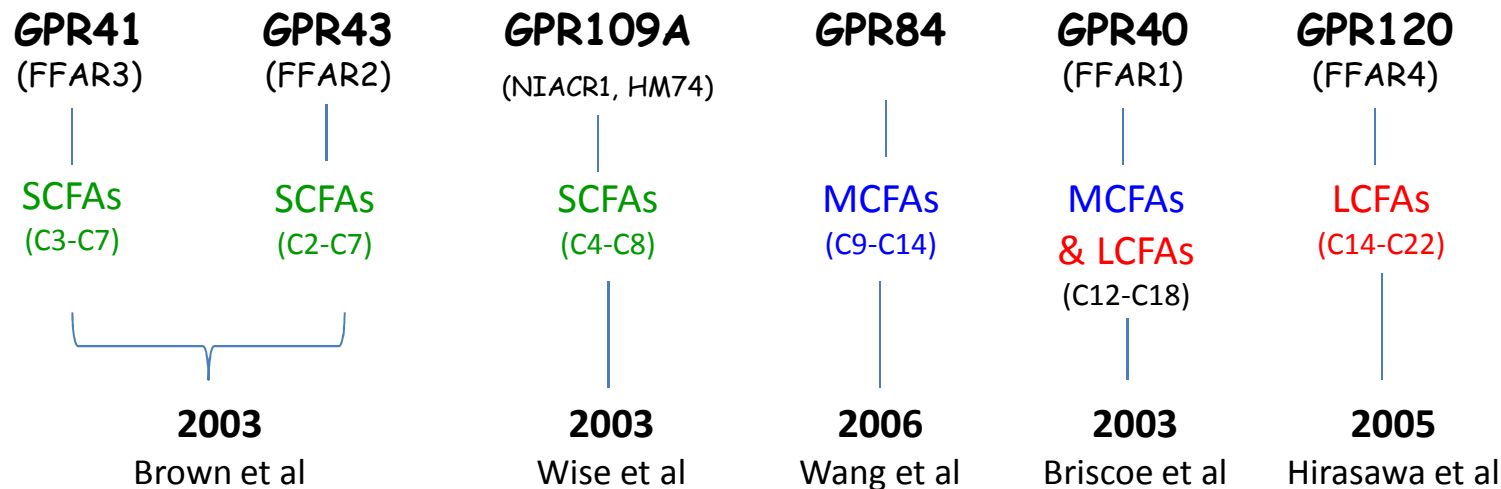 GPR41
(FFAR3)
SCFAs
(C3-C7)
GPR43
(FFAR2)
SCFAs
(C2-C7)
2003
Brown et al
GPR109A
(NIACR1, HM74)
SCFAs
(C4-C8)
2003
Wise et al
GPR84
MCFAs
(C9-C14)
2006
Wang et al
GPR40
(FFAR1)
MCFAs
& LCFAs
(C12-C18)
2003
Briscoe et al
GPR120
(FFAR4)
LCFAs
(C14-C22)
2005
Hirasawa et al